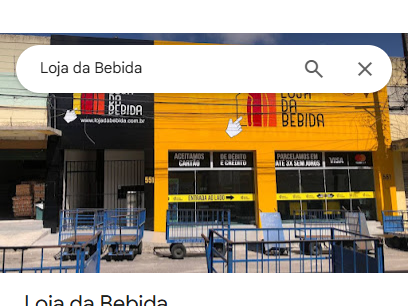 Loja da Bebida
LOJA
DA
BEBIDA
www.lojadabebida.com.br
LOJA
DA
BEBIDA
ACEITAMOS
CARTÃO
DE DÉBITO
E CRÉDITO
PARCELAMOS EM
ATÉ 3X SEM JUROS
VISA
ENTRADA AO LADO
Loja da Bebida